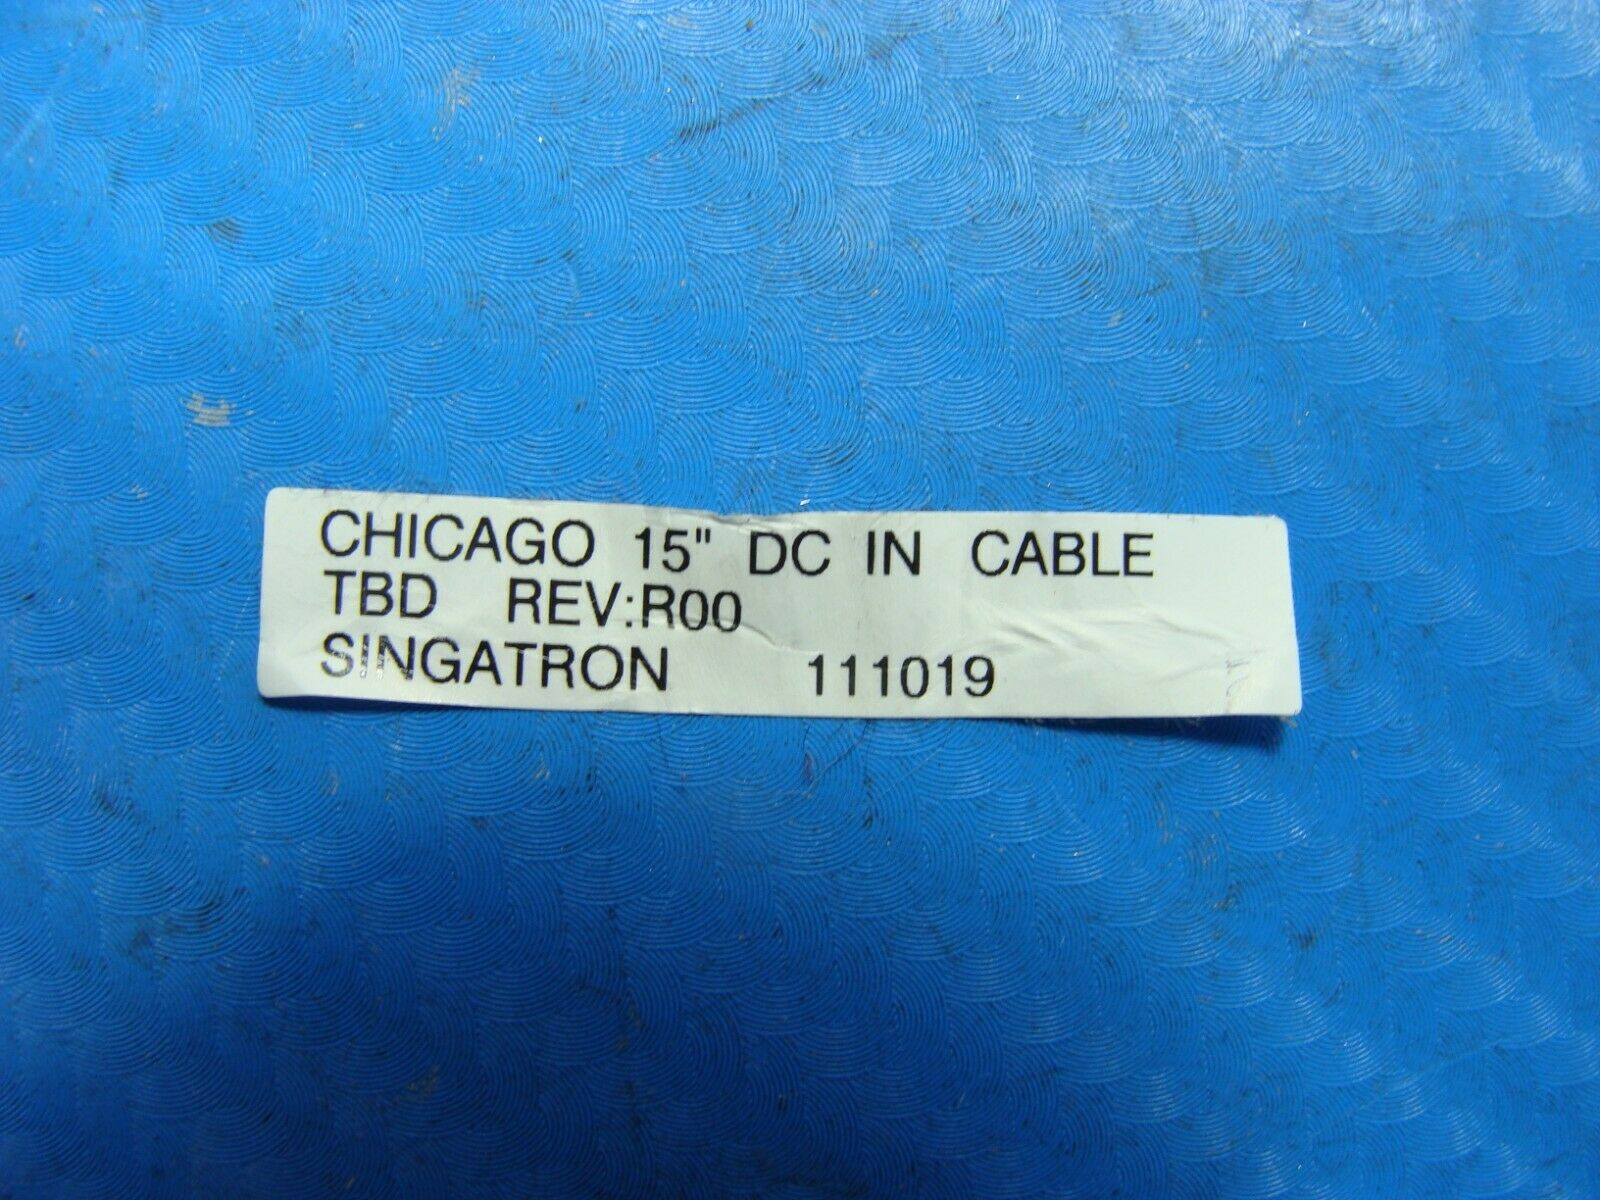 CHICAGO 15" DC IN CABLE
TBD REV:R00
SINGATRON 111019